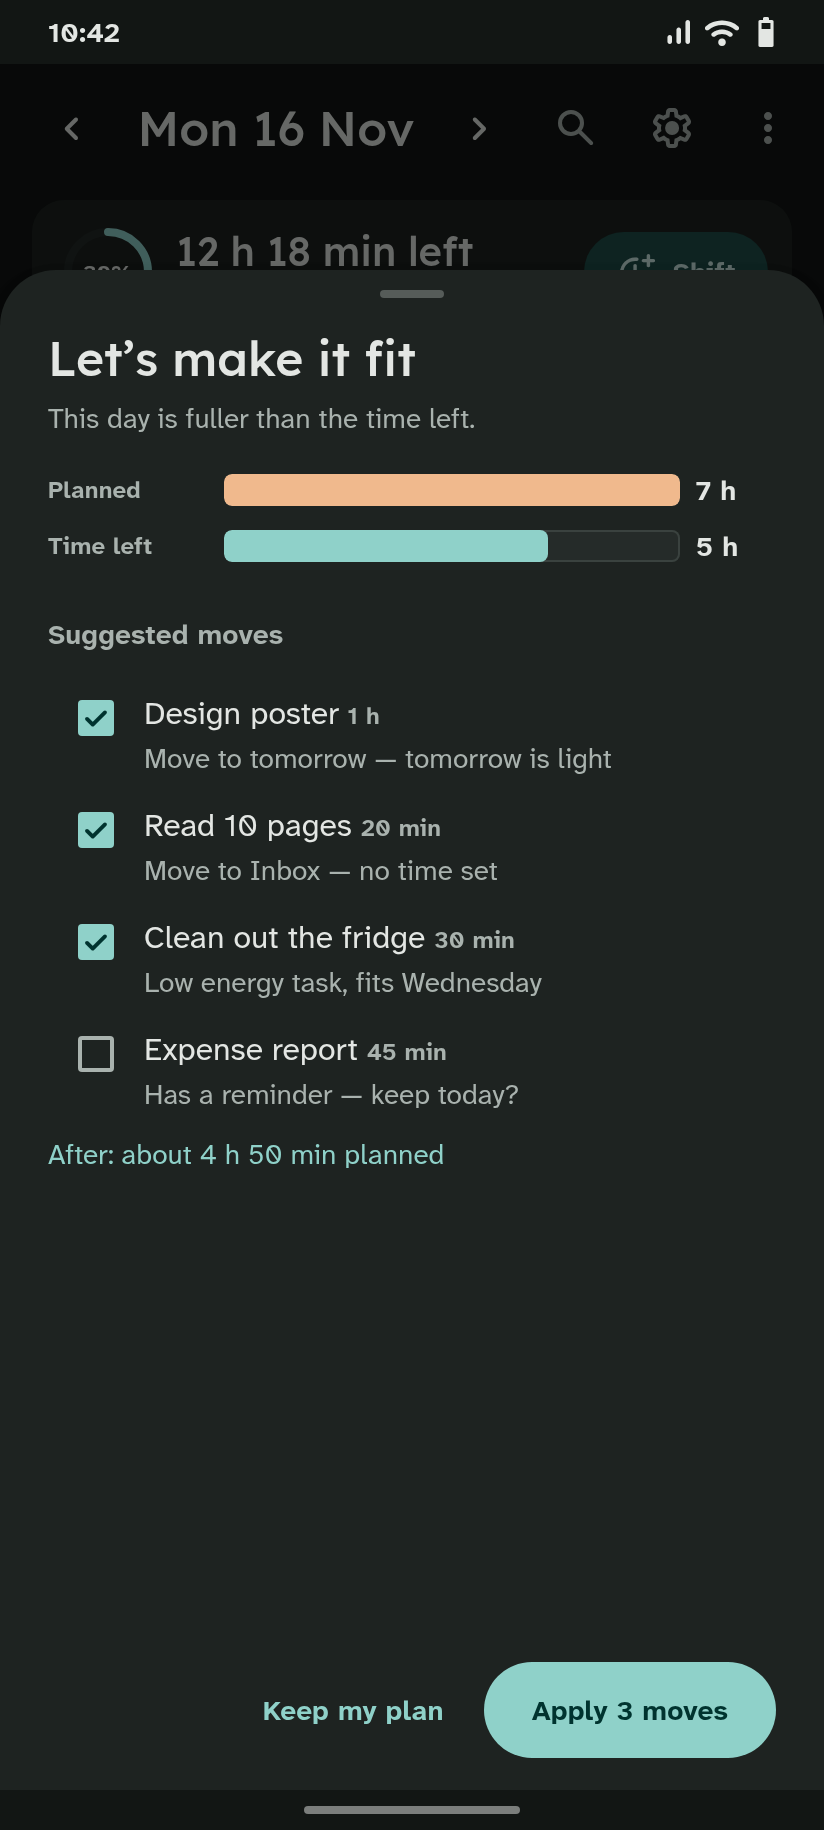 10:42
Mon 16 Nov
12 h 18 min left
Shift
Let’s make it fit
This day is fuller than the time left.
Planned 7 h
Time left 5 h
Suggested moves
Design poster 1 h
Move to tomorrow — tomorrow is light
Read 10 pages 20 min
Move to Inbox — no time set
Clean out the fridge 30 min
Low energy task, fits Wednesday
Expense report 45 min
Has a reminder — keep today?
After: about 4 h 50 min planned
Keep my plan Apply 3 moves